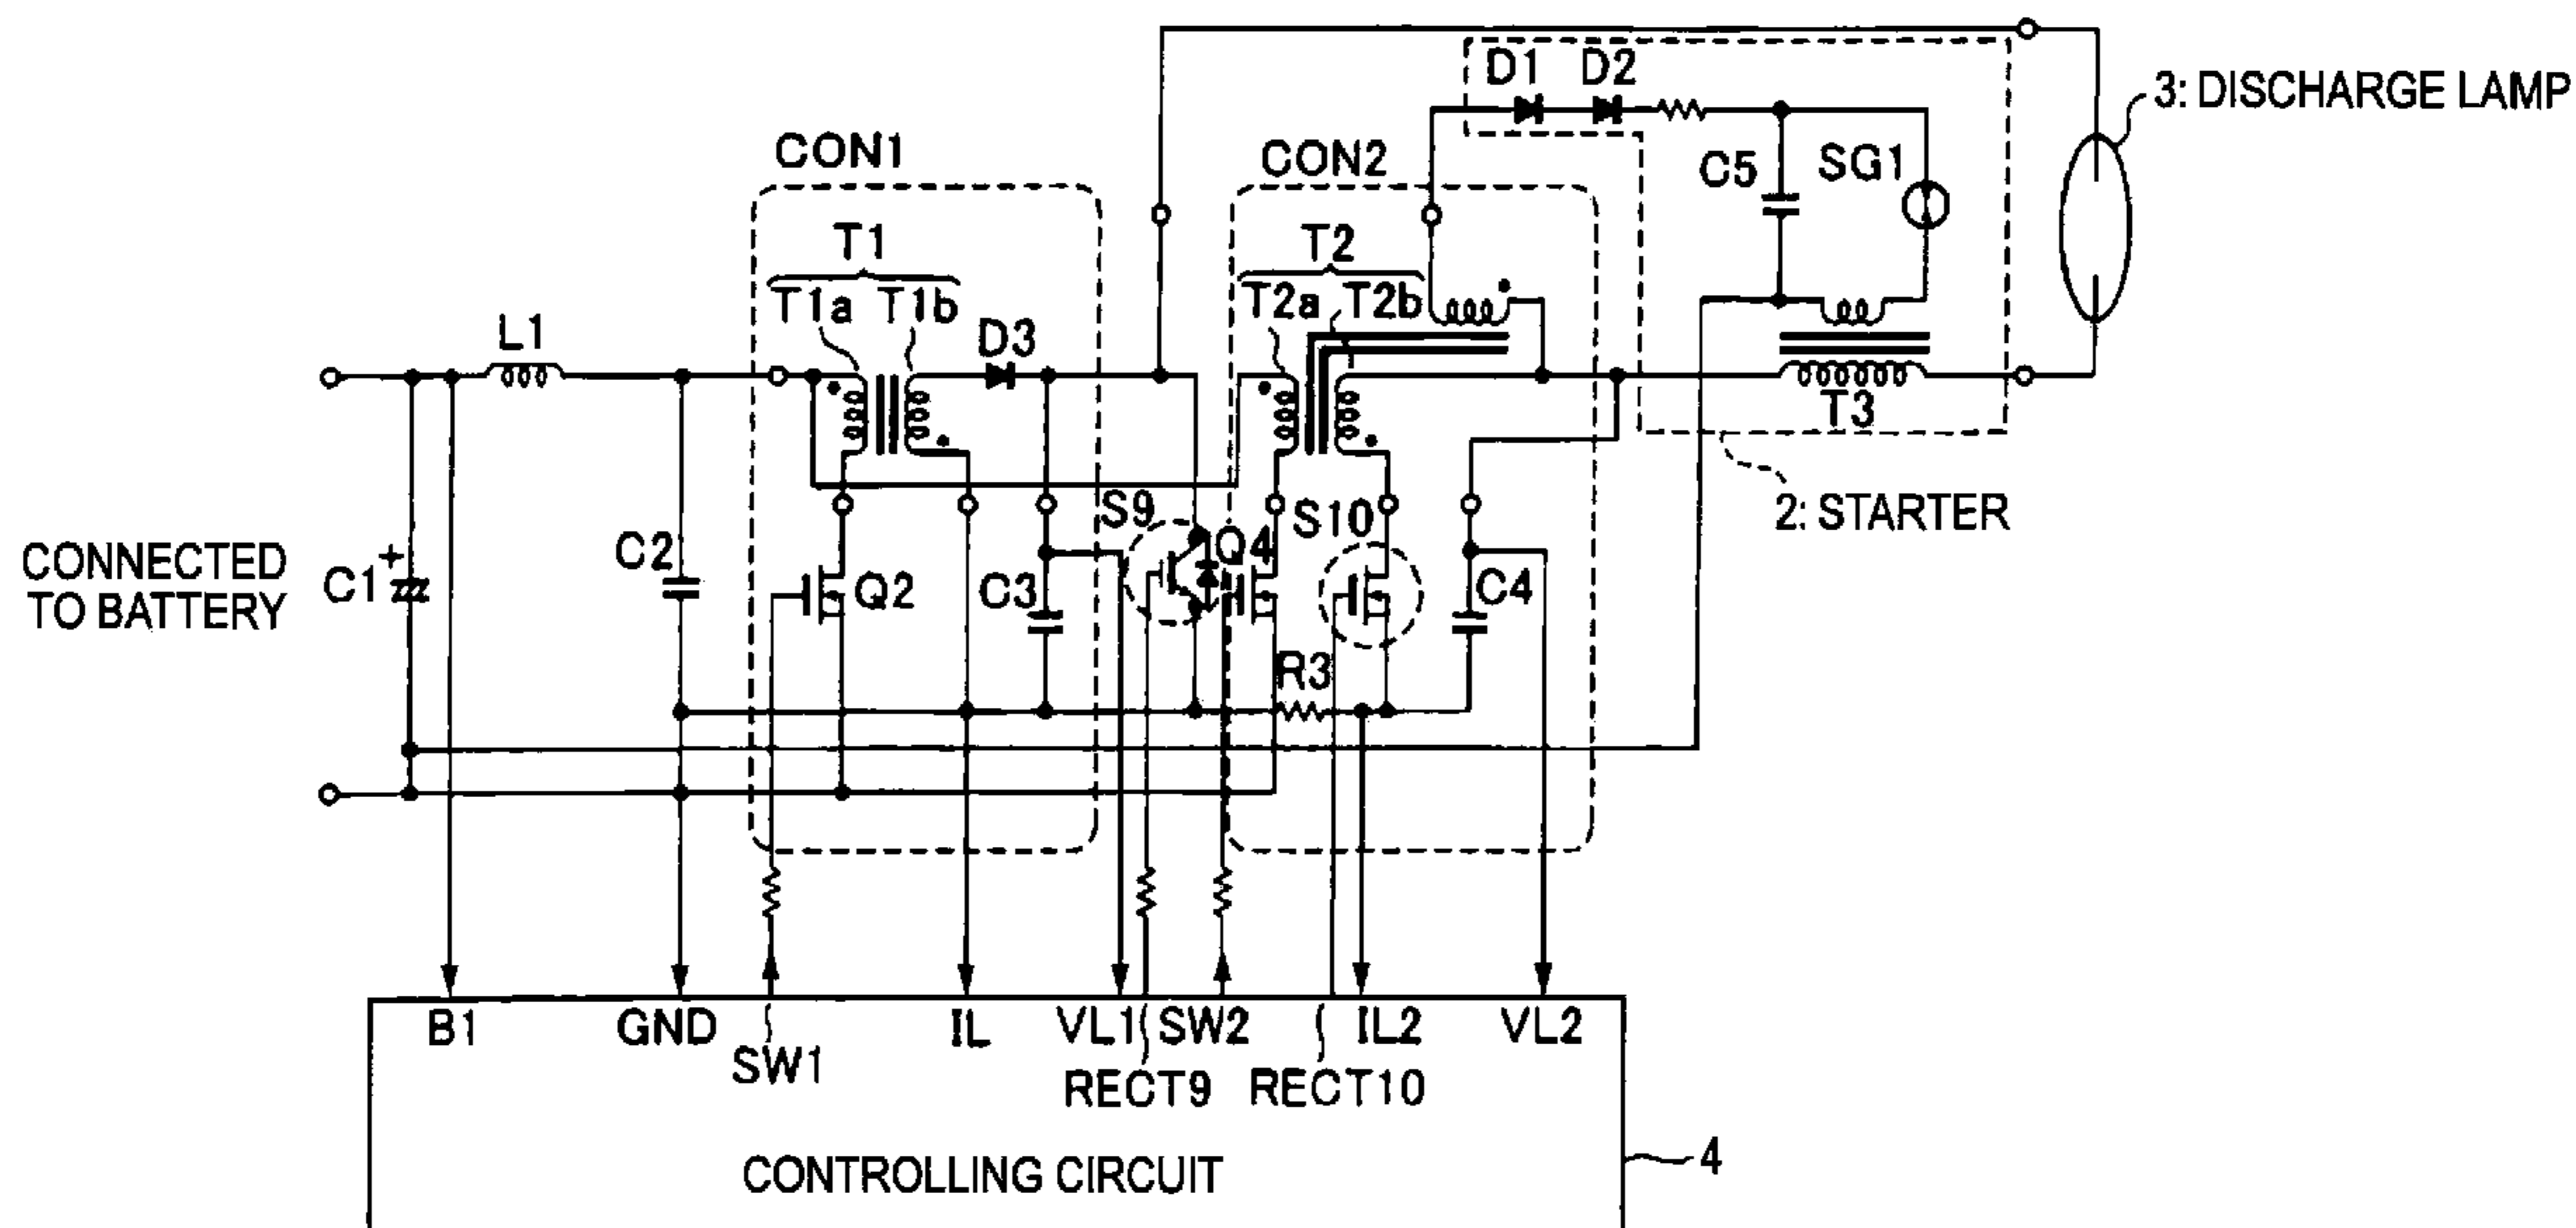 D1 D2
3: DISCHARGE LAMP
CON1
CON2
C5
SG1
T1
T2
T1a T1b
T2a T2b
L1
D3
T3
S9
S10
2: STARTER
CONNECTED
TO BATTERY
C1 +
C2
Q2
C3
Q4
C4
R3
B1
GND
SW1
IL
VL1
SW2
IL2
VL2
RECT9
RECT10
CONTROLLING CIRCUIT
4